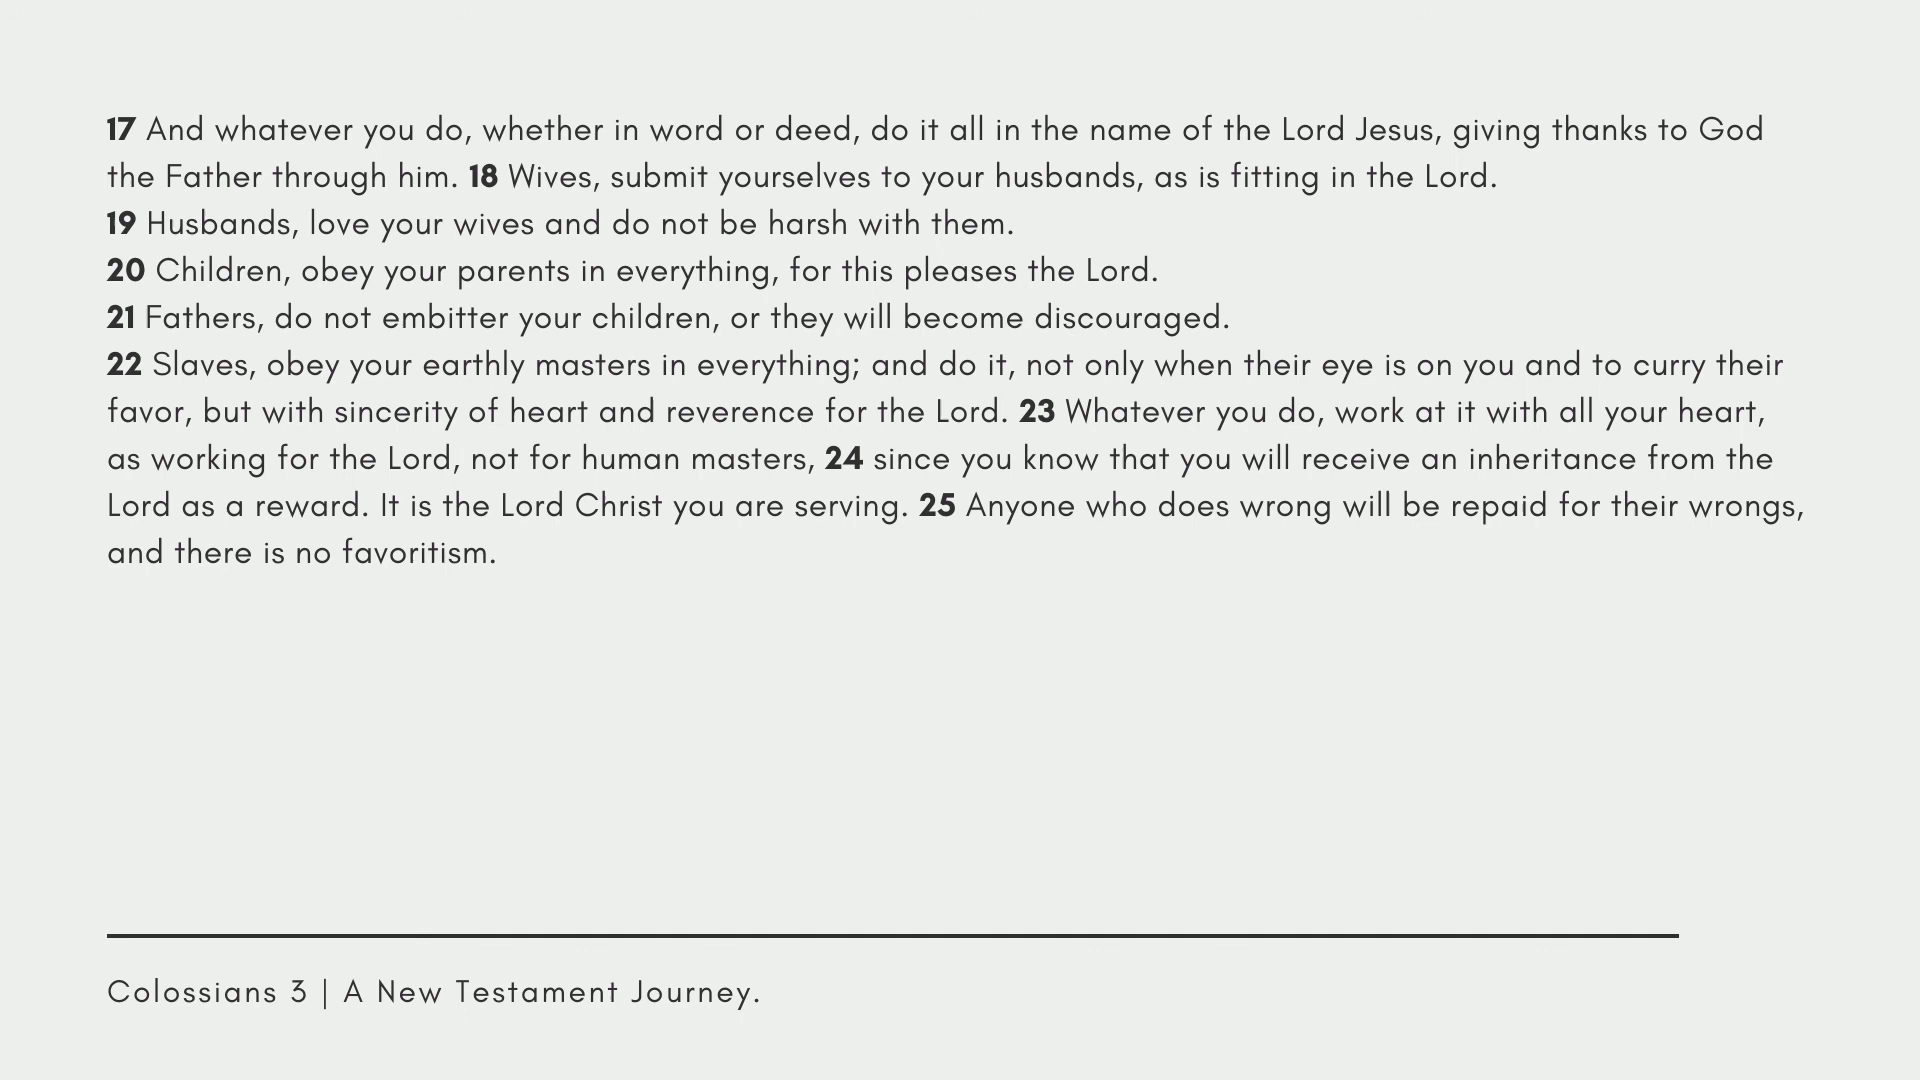 17 And whatever you do, whether in word or deed, do it all in the name of the Lord Jesus, giving thanks to God
the Father through him. 18 Wives, submit yourselves to your husbands, as is fitting in the Lord.
19 Husbands, love your wives and do not be harsh with them.
20 Children, obey your parents in everything, for this pleases the Lord.
21 Fathers, do not embitter your children, or they will become discouraged.
22 Slaves, obey your earthly masters in everything; and do it, not only when their eye is on you and to curry their
favor, but with sincerity of heart and reverence for the Lord. 23 Whatever you do, work at it with all your heart,
as working for the Lord, not for human masters, 24 since you know that you will receive an inheritance from the
Lord as a reward. It is the Lord Christ you are serving. 25 Anyone who does wrong will be repaid for their wrongs,
and there is no favoritism.
Colossians 3 | A New Testament Journey.